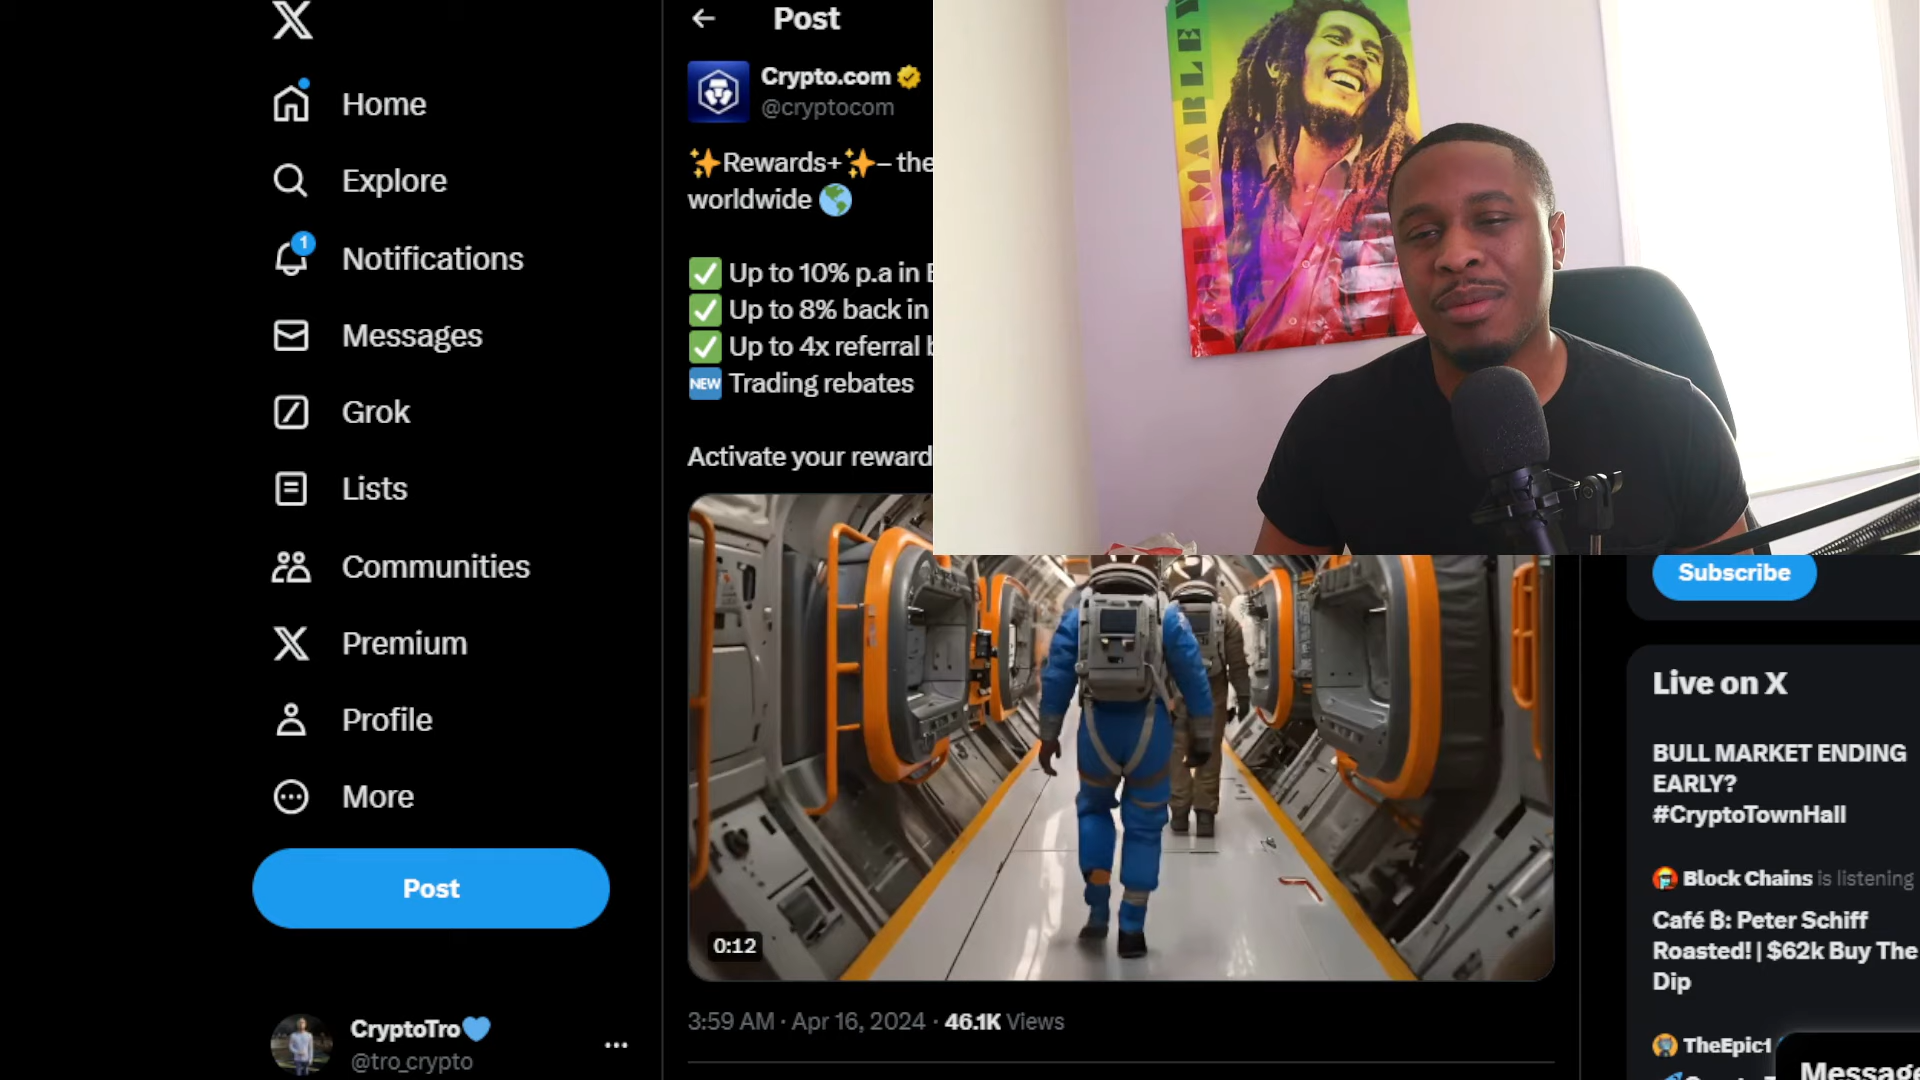 Home
Explore
1
Notifications
Messages
Grok
Lists
Communities
Premium
Profile
More
Post
CryptoTro
@tro_crypto
Post
Crypto.com
@cryptocom
Rewards+ – the
worldwide
Up to 10% p.a in
Up to 8% back in
Up to 4x referral
NEW Trading rebates
Activate your reward
0:12
3:59 AM · Apr 16, 2024 · 46.1K Views
MARLEY
Subscribe
Live on X
BULL MARKET ENDING
EARLY?
#CryptoTownHall
Block Chains is listening
Café ₿: Peter Schiff
Roasted! | $62k Buy The
Dip
TheEpic1
Message